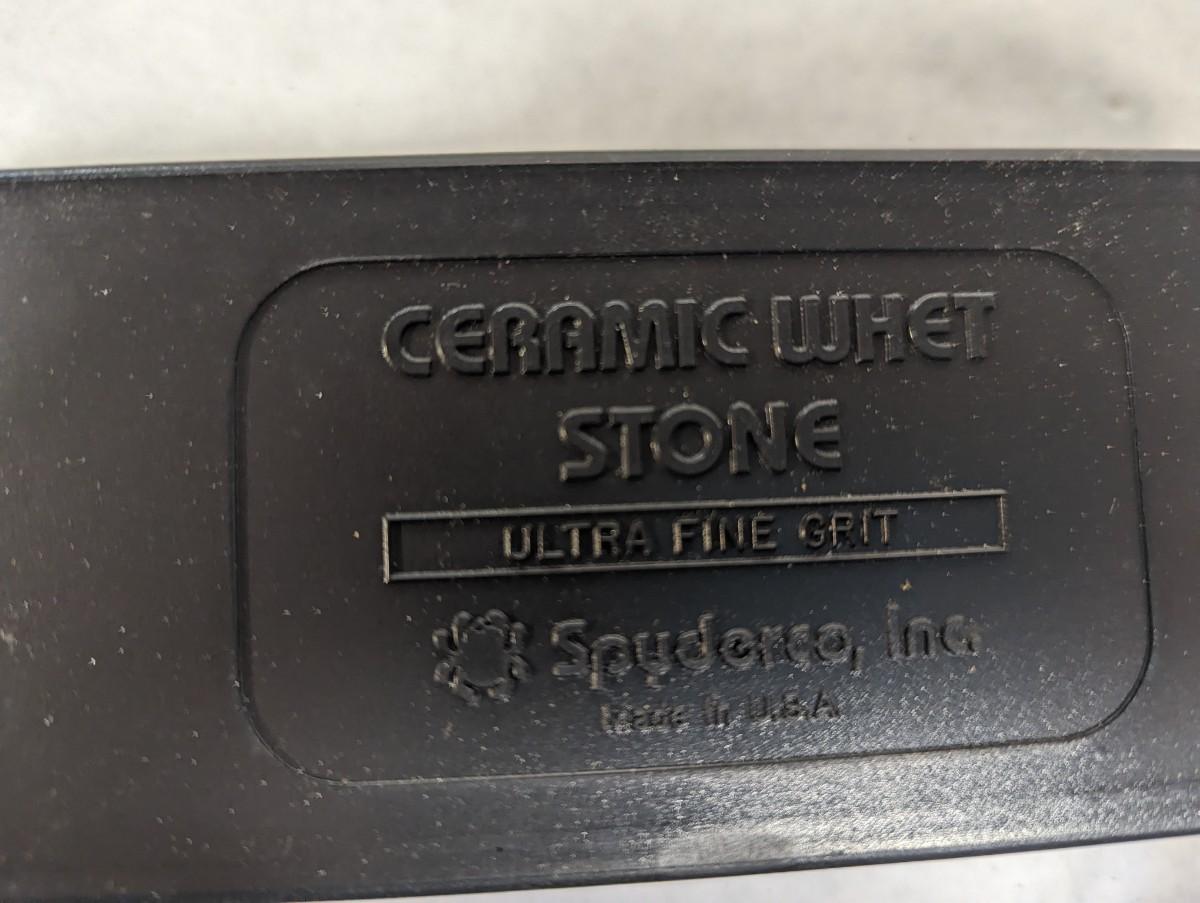 CERAMIC WHET
STONE
ULTRA FINE GRIT
Spyderco, Inc.
Made in U.S.A